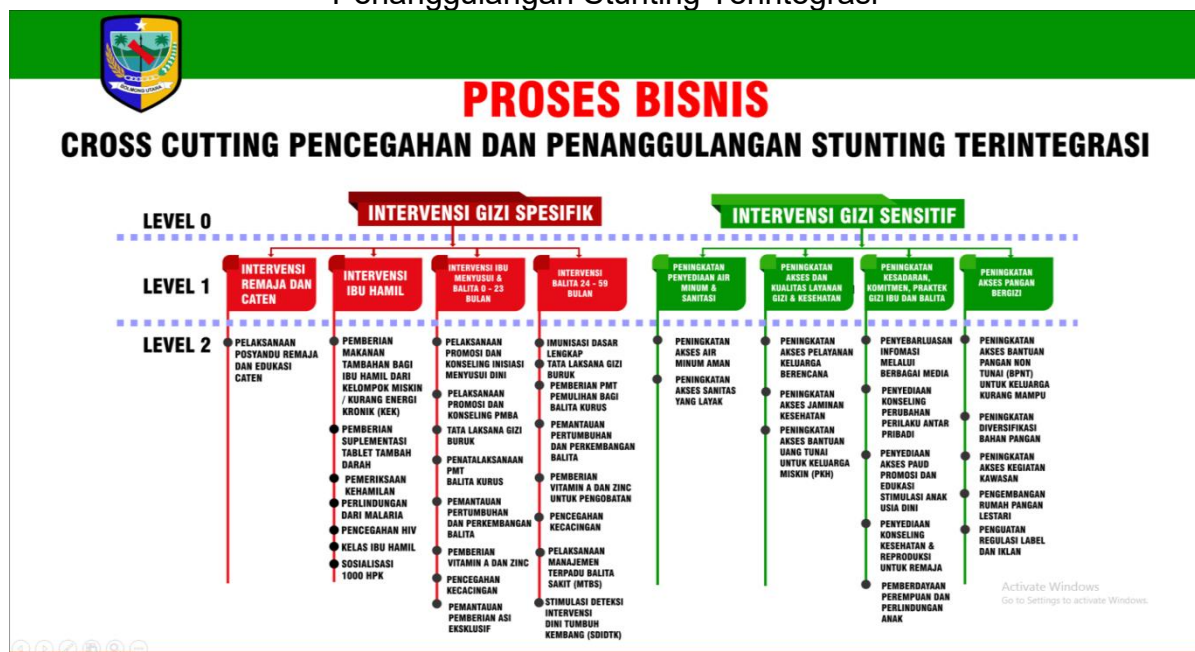 Penanggulangan Stunting Terintegrasi
BOLMONG UTARA
PROSES BISNIS
CROSS CUTTING PENCEGAHAN DAN PENANGGULANGAN STUNTING TERINTEGRASI
LEVEL 0
INTERVENSI GIZI SPESIFIK
INTERVENSI GIZI SENSITIF
LEVEL 1
INTERVENSI
REMAJA DAN
CATEN
INTERVENSI
IBU HAMIL
INTERVENSI IBU
MENYUSUI &
BALITA 0 - 23
BULAN
INTERVENSI
BALITA 24 - 59
BULAN
PENINGKATAN
PENYEDIAAN AIR
MINUM &
SANITASI
PENINGKATAN
AKSES DAN
KUALITAS LAYANAN
GIZI & KESEHATAN
PENINGKATAN
KESADARAN,
KOMITMEN, PRAKTEK
GIZI IBU DAN BALITA
PENINGKATAN
AKSES PANGAN
BERGIZI
LEVEL 2
PELAKSANAAN
POSYANDU REMAJA
DAN EDUKASI
CATEN
PEMBERIAN
MAKANAN
TAMBAHAN BAGI
IBU HAMIL DARI
KELOMPOK MISKIN
/ KURANG ENERGI
KRONIK (KEK)
PEMBERIAN
SUPLEMENTASI
TABLET TAMBAH
DARAH
PEMERIKSAAN
KEHAMILAN
PERLINDUNGAN
DARI MALARIA
PENCEGAHAN HIV
KELAS IBU HAMIL
SOSIALISASI
1000 HPK
PELAKSANAAN
PROMOSI DAN
KONSELING INISIASI
MENYUSUI DINI
PELAKSANAAN
PROMOSI DAN
KONSELING PMBA
TATA LAKSANA GIZI
BURUK
PENATALAKSANAAN
PMT
BALITA KURUS
PEMANTAUAN
PERTUMBUHAN
DAN PERKEMBANGAN
BALITA
PEMBERIAN
VITAMIN A DAN ZINC
PENCEGAHAN
KECACINGAN
PEMANTAUAN
PEMBERIAN ASI
EKSKLUSIF
IMUNISASI DASAR
LENGKAP
TATA LAKSANA GIZI
BURUK
PEMBERIAN PMT
PEMULIHAN BAGI
BALITA KURUS
PEMANTAUAN
PERTUMBUHAN
DAN PERKEMBANGAN
BALITA
PEMBERIAN
VITAMIN A DAN ZINC
UNTUK PENGOBATAN
PENCEGAHAN
KECACINGAN
PELAKSANAAN
MANAJEMEN
TERPADU BALITA
SAKIT (MTBS)
STIMULASI DETEKSI
INTERVENSI
DINI TUMBUH
KEMBANG (SDIDTK)
PENINGKATAN
AKSES AIR
MINUM AMAN
PENINGKATAN
AKSES SANITAS
YANG LAYAK
PENINGKATAN
AKSES PELAYANAN
KELUARGA
BERENCANA
PENINGKATAN
AKSES JAMINAN
KESEHATAN
PENINGKATAN
AKSES BANTUAN
UANG TUNAI
UNTUK KELUARGA
MISKIN (PKH)
PENYEBARLUASAN
INFOMASI
MELALUI
BERBAGAI MEDIA
PENYEDIAAN
KONSELING
PERUBAHAN
PERILAKU ANTAR
PRIBADI
PENYEDIAAN
AKSES PAUD
PROMOSI DAN
EDUKASI
STIMULASI ANAK
USIA DINI
PENYEDIAAN
KONSELING
KESEHATAN &
REPRODUKSI
UNTUK REMAJA
PEMBERDAYAAN
PEREMPUAN DAN
PERLINDUNGAN
ANAK
PENINGKATAN
AKSES BANTUAN
PANGAN NON
TUNAI (BPNT)
UNTUK KELUARGA
KURANG MAMPU
PENINGKATAN
DIVERSIFIKASI
BAHAN PANGAN
PENINGKATAN
AKSES KEGIATAN
KAWASAN
PENGEMBANGAN
RUMAH PANGAN
LESTARI
PENGUATAN
REGULASI LABEL
DAN IKLAN
Activate Windows
Go to Settings to activate Windows.